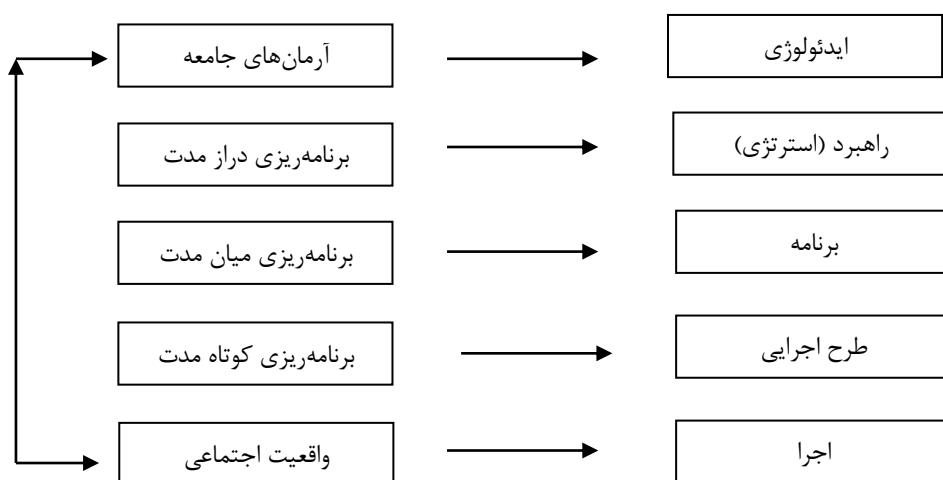 آرمان‌های جامعه
ایدئولوژی
برنامه‌ریزی دراز مدت
راهبرد (استرتژی)
برنامه‌ریزی میان مدت
برنامه
برنامه‌ریزی کوتاه مدت
طرح اجرایی
واقعیت اجتماعی
اجرا